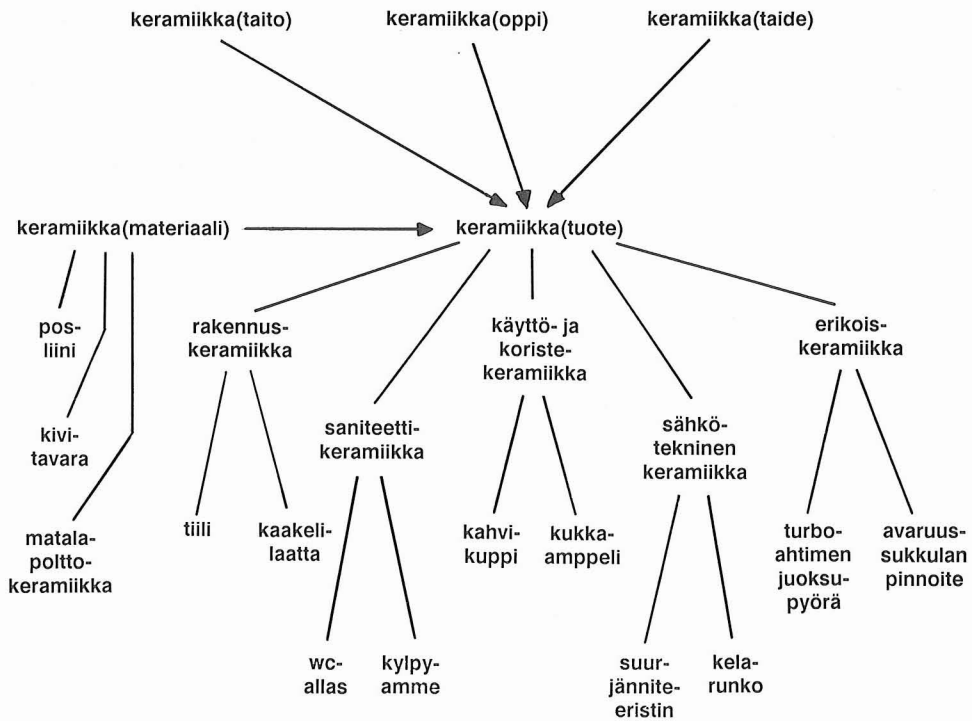 keramiikka(taito)
keramiikka(oppi)
keramiikka(taide)
keramiikka(materiaali)
keramiikka(tuote)
pos-
liini
kivi-
tavara
matala-
poltto-
keramiikka
rakennus-
keramiikka
tiili
kaakeli-
laatta
saniteetti-
keramiikka
wc-
allas
kylpy-
amme
käyttö- ja
koriste-
keramiikka
kahvi-
kuppi
kukka-
amppeli
sähkö-
tekninen
keramiikka
suur-
jännite-
eristin
kela-
runko
erikois-
keramiikka
turbo-
ahtimen
juoksu-
pyörä
avaruus-
sukkulan
pinnoite